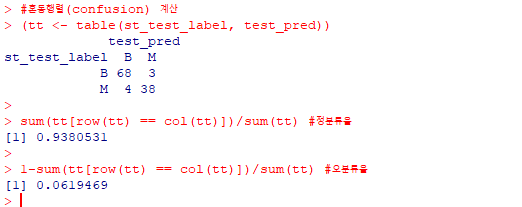 > #혼동행렬(confusion) 계산
> (tt <- table(st_test_label, test_pred))
             test_pred
st_test_label  B  M
            B 68  3
            M  4 38
>
> sum(tt[row(tt) == col(tt)])/sum(tt) #정분류율
[1] 0.9380531
>
> 1-sum(tt[row(tt) == col(tt)])/sum(tt) #오분류율
[1] 0.0619469
>